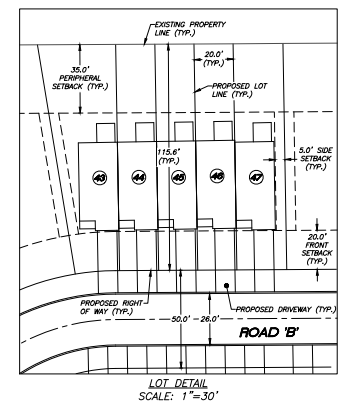 EXISTING PROPERTY
LINE (TYP.)
35.0'
PERIPHERAL
SETBACK (TYP.)
20.0'
(TYP.)
PROPOSED LOT
LINE (TYP.)
115.6'
(TYP.)
5.0' SIDE
SETBACK
(TYP.)
43
44
45
46
47
20.0'
FRONT
SETBACK
(TYP.)
PROPOSED RIGHT
OF WAY (TYP.)
PROPOSED DRIVEWAY (TYP.)
50.0'
26.0'
ROAD 'B'
LOT DETAIL
SCALE: 1"=30'